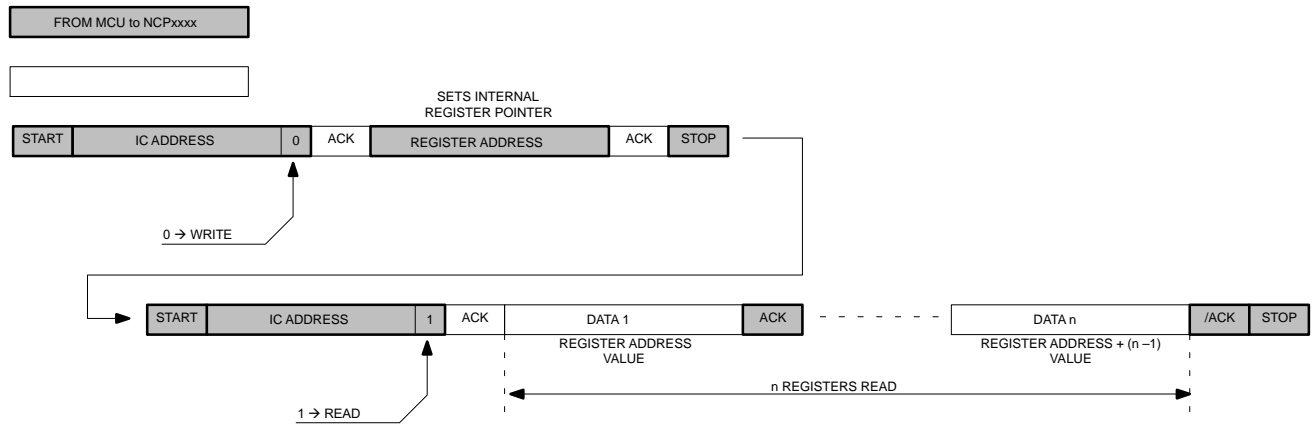 FROM MCU to NCPxxxx
SETS INTERNAL
REGISTER POINTER
START IC ADDRESS 0 ACK REGISTER ADDRESS ACK STOP
0 → WRITE
START IC ADDRESS 1 ACK DATA 1 ACK DATA n /ACK STOP
REGISTER ADDRESS
VALUE
REGISTER ADDRESS + (n –1)
VALUE
n REGISTERS READ
1 → READ